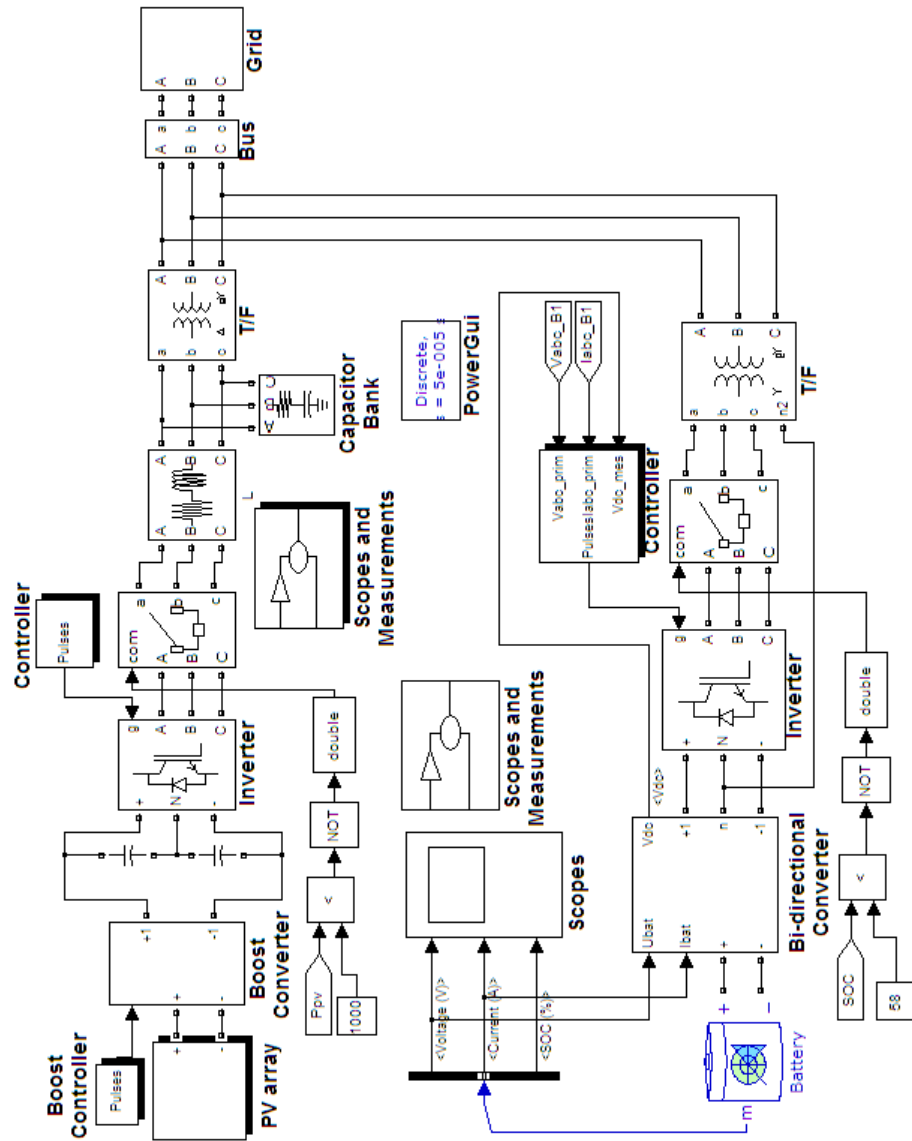 Boost
Controller
Pulses
PV array
+
-
Boost
Converter
+
-
+1
-1
Inverter
+
N
-
g
A
B
C
Controller
Pulses
com
A
B
C
a
b
c
A
B
C
A
B
C
L
T/F
a
b
c
Δ
A
B
C
Bus
A
B
C
a
b
c
Grid
A
B
C
Capacitor
Bank
A
B
C
Ppv
1000
<
NOT
double
Scopes and
Measurements
Scopes
<Voltage (V)>
<Current (A)>
<SOC (%)>
Scopes and
Measurements
Discrete,
s = 5e-005 s
PowerGui
Vabc_B1
Iabc_B1
Controller
Vabc_prim
Pulses
Iabc_prim
Vdc_mes
Battery
m
+
-
Bi-directional
Converter
Ubat
Ibat
+
-
Vdc
+1
n
-1
<Vdc>
Inverter
+
N
-
g
A
B
C
com
A
B
C
a
b
c
T/F
a
b
c
n2
Y
A
B
C
SOC
58
<
NOT
double